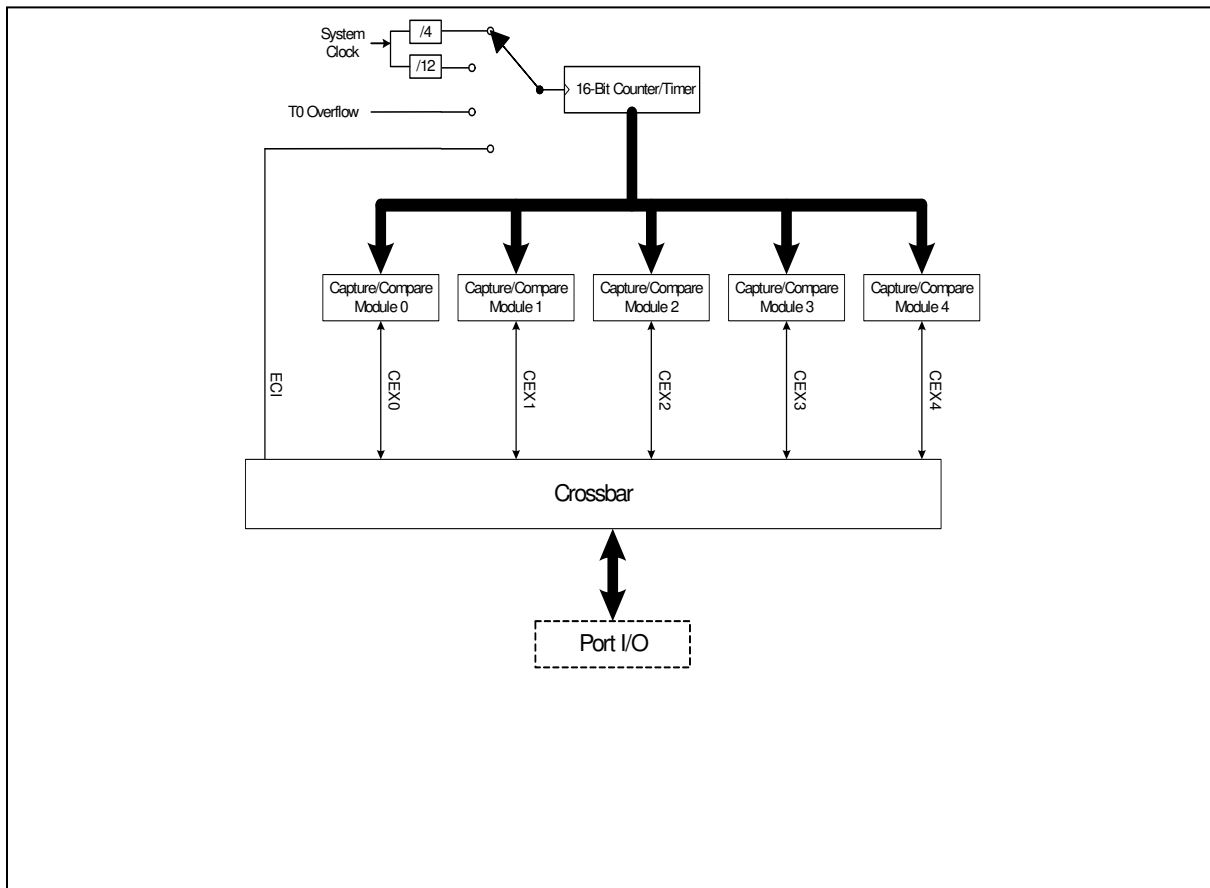 System
Clock
/4
/12
16-Bit Counter/Timer
T0 Overflow
Capture/Compare
Module 0
Capture/Compare
Module 1
Capture/Compare
Module 2
Capture/Compare
Module 3
Capture/Compare
Module 4
ECI
CEX0
CEX1
CEX2
CEX3
CEX4
Crossbar
Port I/O